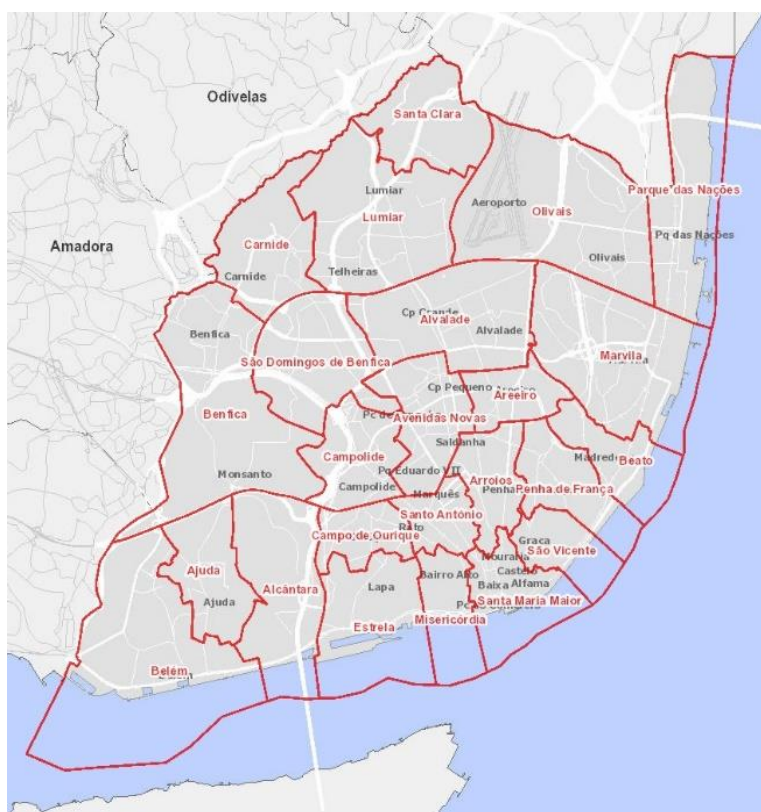 Odivelas
Santa Clara
Lumiar
Aeroporto
Parque das Nações
Lumiar
Olivais
Pq das Nações
Amadora
Carnide
Carnide
Telheiras
Olivais
Cp Grande
Alvalade
Alvalade
Benfica
São Domingos de Benfica
Marvila
Cp Pequeno
Areeiro
Benfica
Avenidas Novas
Saldanha
Campolide
Beato
Monsanto
Campolide
Pq Eduardo VII
Arroios
Penha de França
Marquês
Penha
Santo António
Rato
Campo de Ourique
Graca
São Vicente
Mouraria
Ajuda
Ajuda
Alcântara
Lapa
Bairro Alto
Castelo
Baixa
Alfama
Santa Maria Maior
Misericórdia
Estrela
Belém